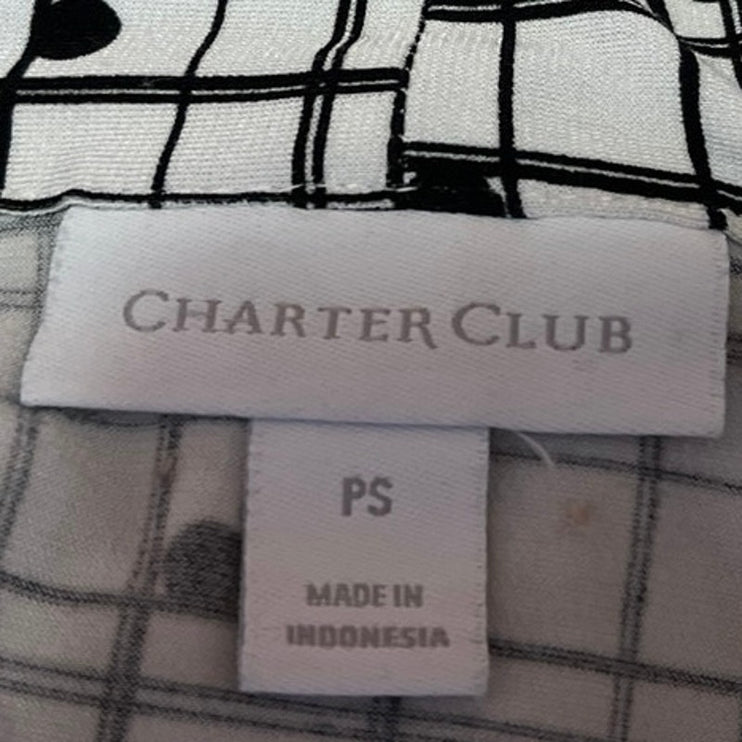 CHARTER CLUB
PS
MADE IN
INDONESIA